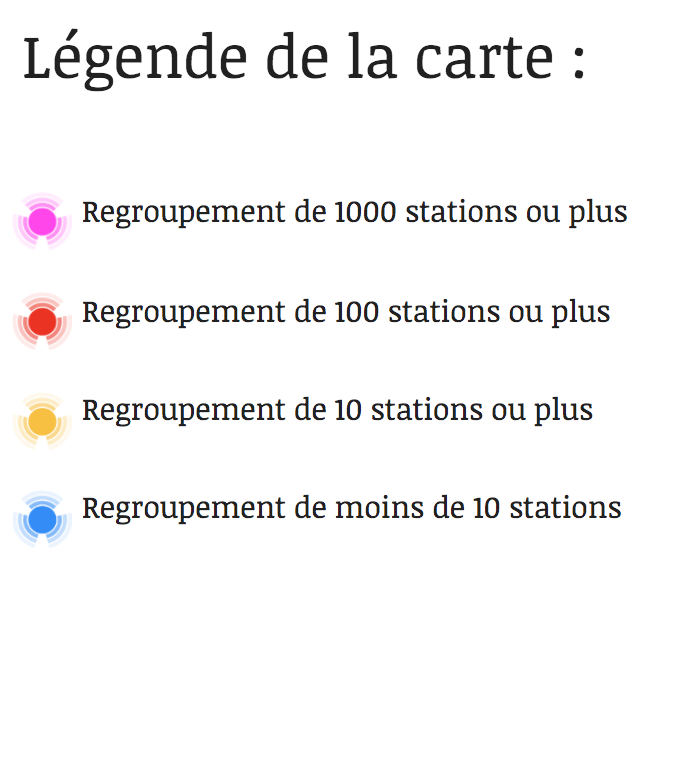 Légende de la carte :
Regroupement de 1000 stations ou plus
Regroupement de 100 stations ou plus
Regroupement de 10 stations ou plus
Regroupement de moins de 10 stations